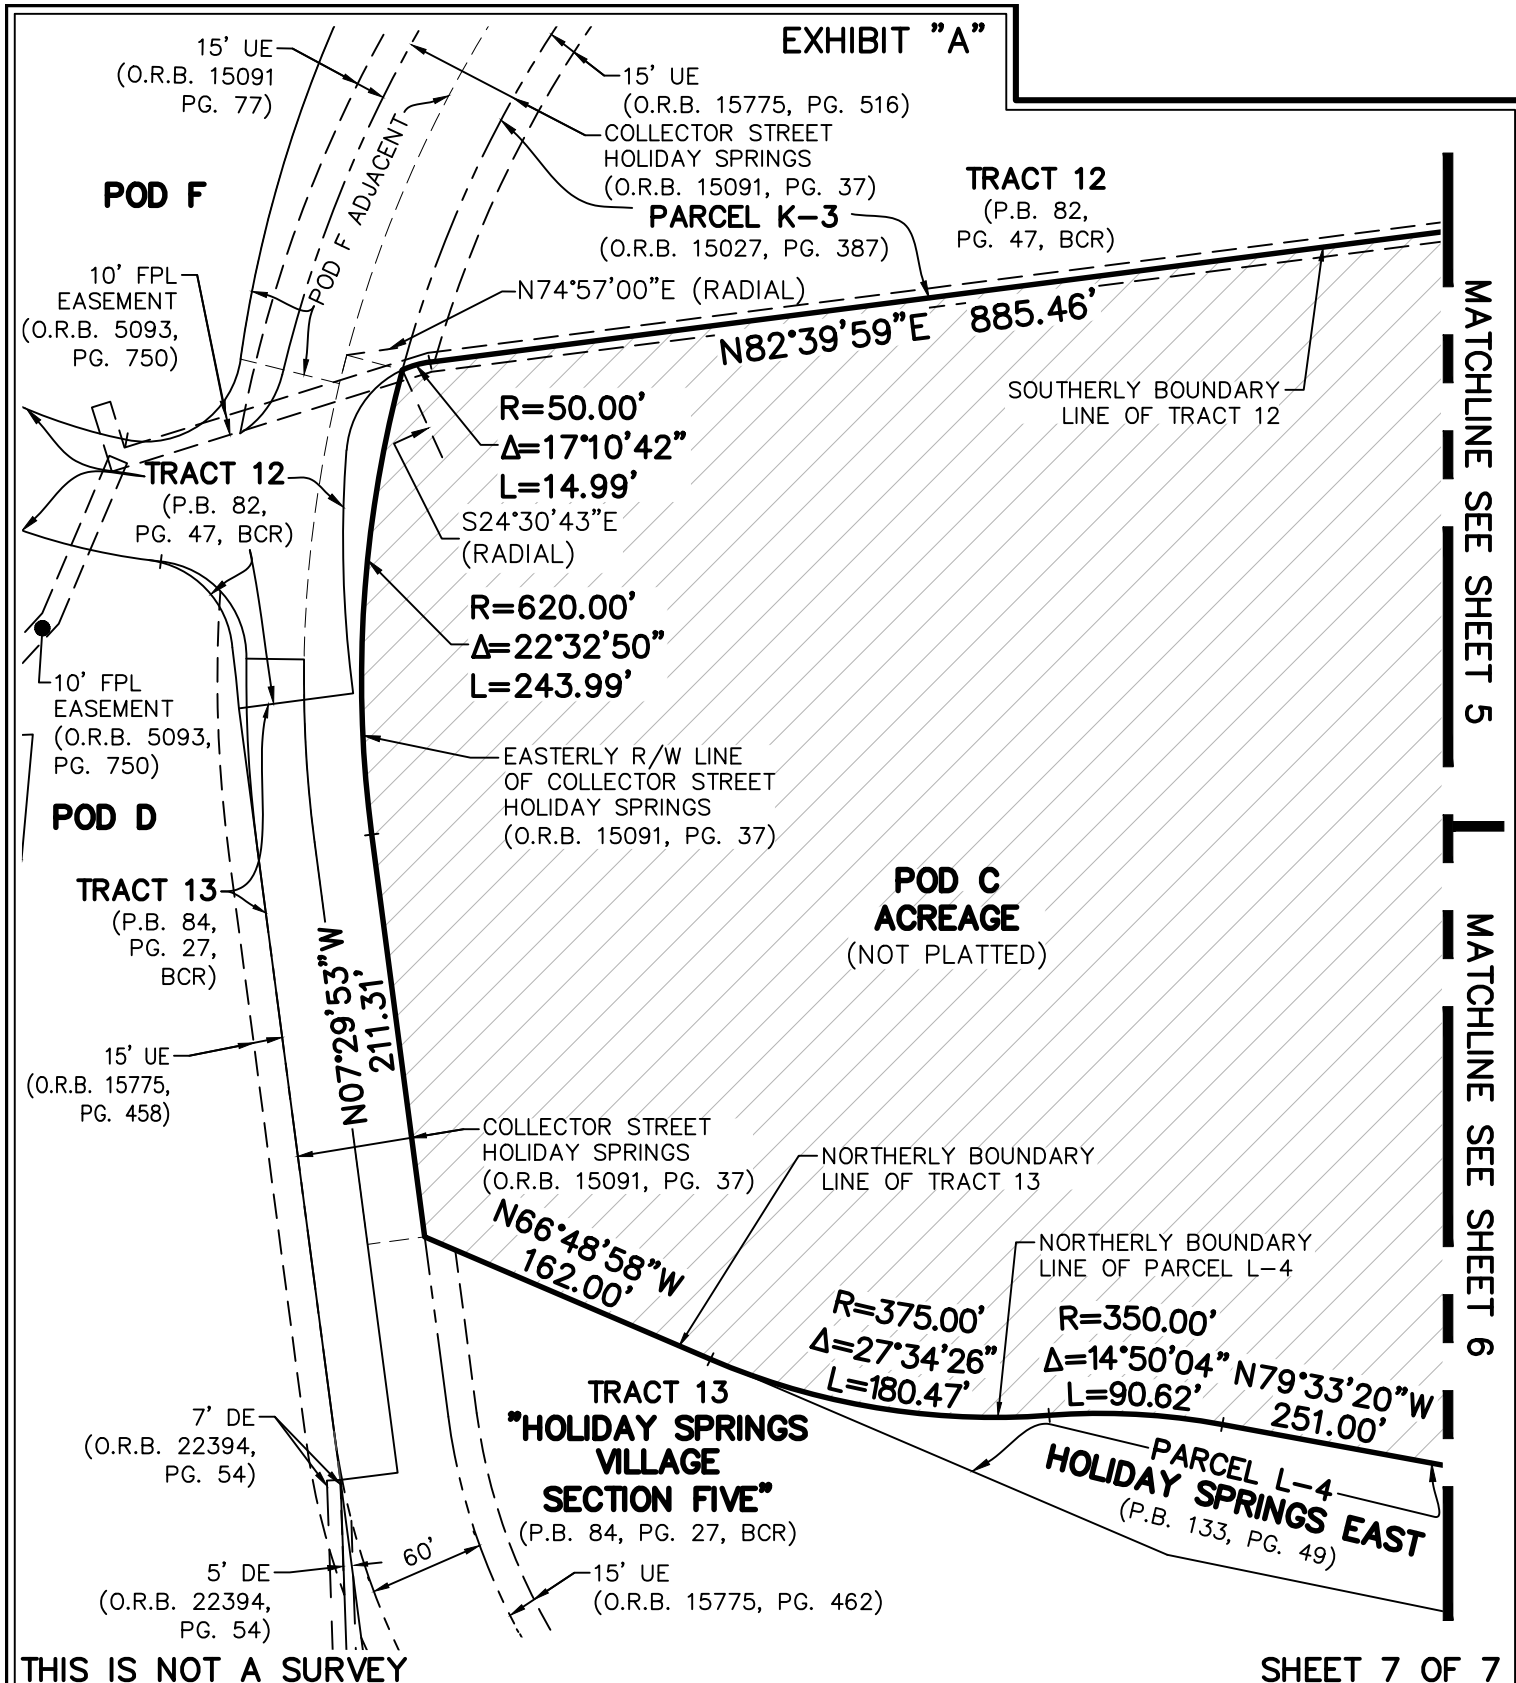 EXHIBIT "A"
15' UE
(O.R.B. 15091
PG. 77)
15' UE
(O.R.B. 15775, PG. 516)
COLLECTOR STREET
HOLIDAY SPRINGS
(O.R.B. 15091, PG. 37)
PARCEL K-3
(O.R.B. 15027, PG. 387)
TRACT 12
(P.B. 82,
PG. 47, BCR)
POD F
POD F ADJACENT
10' FPL
EASEMENT
(O.R.B. 5093,
PG. 750)
N74°57'00"E (RADIAL)
N82°39'59"E 885.46'
SOUTHERLY BOUNDARY
LINE OF TRACT 12
MATCHLINE SEE SHEET 5
R=50.00'
Δ=17°10'42"
L=14.99'
S24°30'43"E
(RADIAL)
TRACT 12
(P.B. 82,
PG. 47, BCR)
R=620.00'
Δ=22°32'50"
L=243.99'
10' FPL
EASEMENT
(O.R.B. 5093,
PG. 750)
EASTERLY R/W LINE
OF COLLECTOR STREET
HOLIDAY SPRINGS
(O.R.B. 15091, PG. 37)
POD D
TRACT 13
(P.B. 84,
PG. 27,
BCR)
POD C
ACREAGE
(NOT PLATTED)
N07°29'53"W
211.31'
15' UE
(O.R.B. 15775,
PG. 458)
MATCHLINE SEE SHEET 6
COLLECTOR STREET
HOLIDAY SPRINGS
(O.R.B. 15091, PG. 37)
NORTHERLY BOUNDARY
LINE OF TRACT 13
N66°48'58"W
162.00'
NORTHERLY BOUNDARY
LINE OF PARCEL L-4
R=375.00'
Δ=27°34'26"
L=180.47'
R=350.00'
Δ=14°50'04"
L=90.62'
N79°33'20"W
251.00'
TRACT 13
"HOLIDAY SPRINGS
VILLAGE
SECTION FIVE"
(P.B. 84, PG. 27, BCR)
PARCEL L-4
HOLIDAY SPRINGS EAST
(P.B. 133, PG. 49)
7' DE
(O.R.B. 22394,
PG. 54)
60'
5' DE
(O.R.B. 22394,
PG. 54)
15' UE
(O.R.B. 15775, PG. 462)
THIS IS NOT A SURVEY
SHEET 7 OF 7